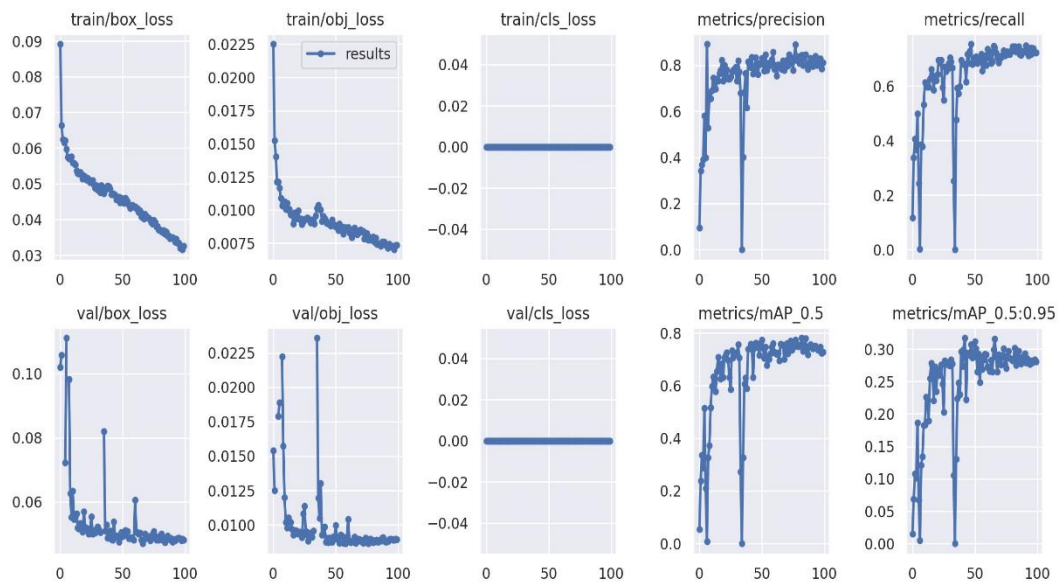 train/box_loss
train/obj_loss
train/cls_loss
metrics/precision
metrics/recall
0.09
0.08
0.07
0.06
0.05
0.04
0.03
0 50 100
0.0225
0.0200
0.0175
0.0150
0.0125
0.0100
0.0075
results
0 50 100
0.04
0.02
0.00
−0.02
−0.04
0 50 100
0.8
0.6
0.4
0.2
0.0
0 50 100
0.6
0.4
0.2
0.0
0 50 100
val/box_loss
val/obj_loss
val/cls_loss
metrics/mAP_0.5
metrics/mAP_0.5:0.95
0.10
0.08
0.06
0 50 100
0.0225
0.0200
0.0175
0.0150
0.0125
0.0100
0 50 100
0.04
0.02
0.00
−0.02
−0.04
0 50 100
0.8
0.6
0.4
0.2
0.0
0 50 100
0.30
0.25
0.20
0.15
0.10
0.05
0.00
0 50 100